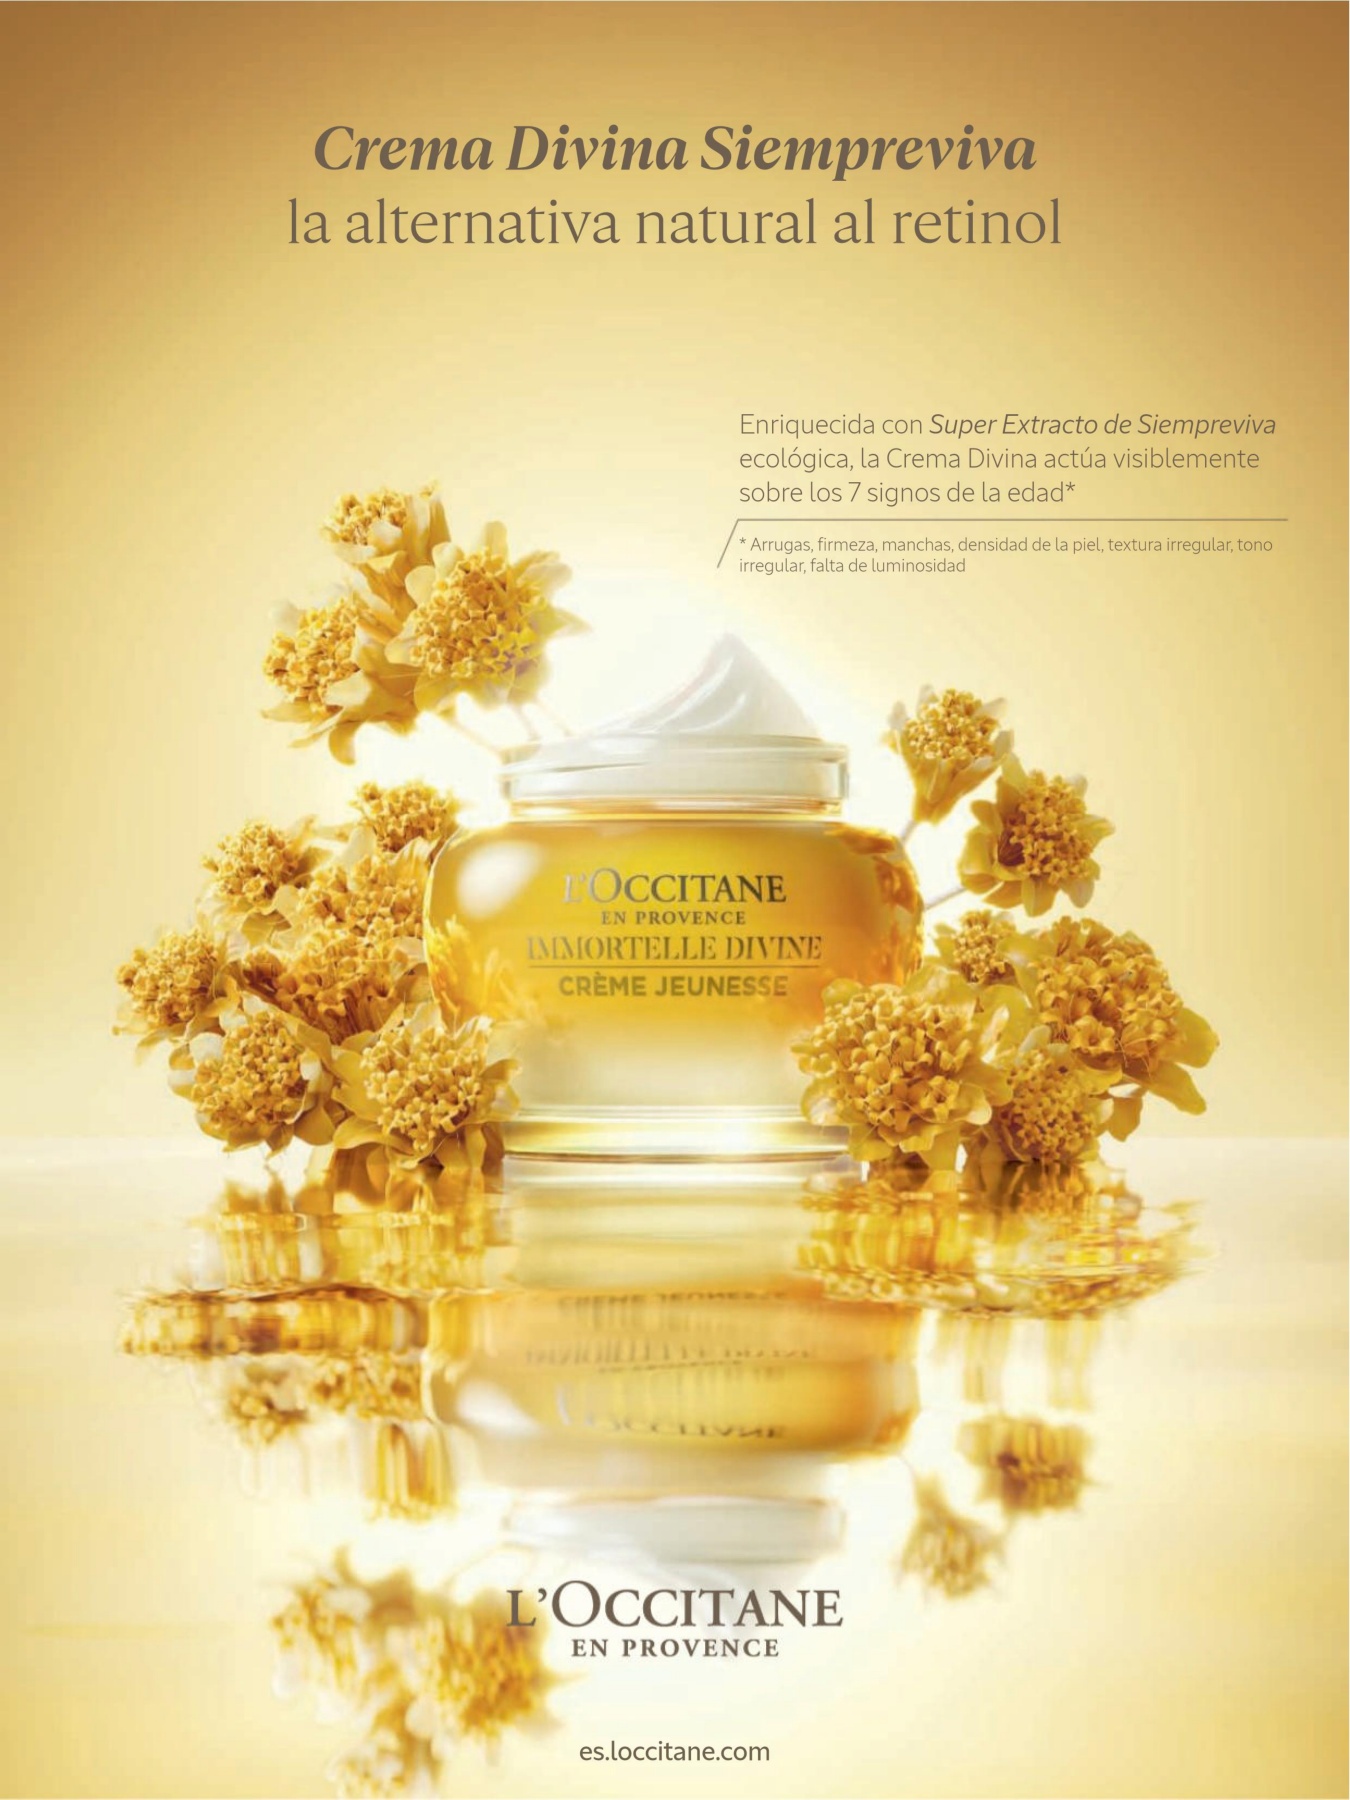 Crema Divina Siempreviva
la alternativa natural al retinol
Enriquecida con Super Extracto de Siempreviva
ecológica, la Crema Divina actúa visiblemente
sobre los 7 signos de la edad*
* Arrugas, firmeza, manchas, densidad de la piel, textura irregular, tono
irregular, falta de luminosidad
L'OCCITANE
EN PROVENCE
IMMORTELLE DIVINE
CRÈME JEUNESSE
L'OCCITANE
EN PROVENCE
es.loccitane.com